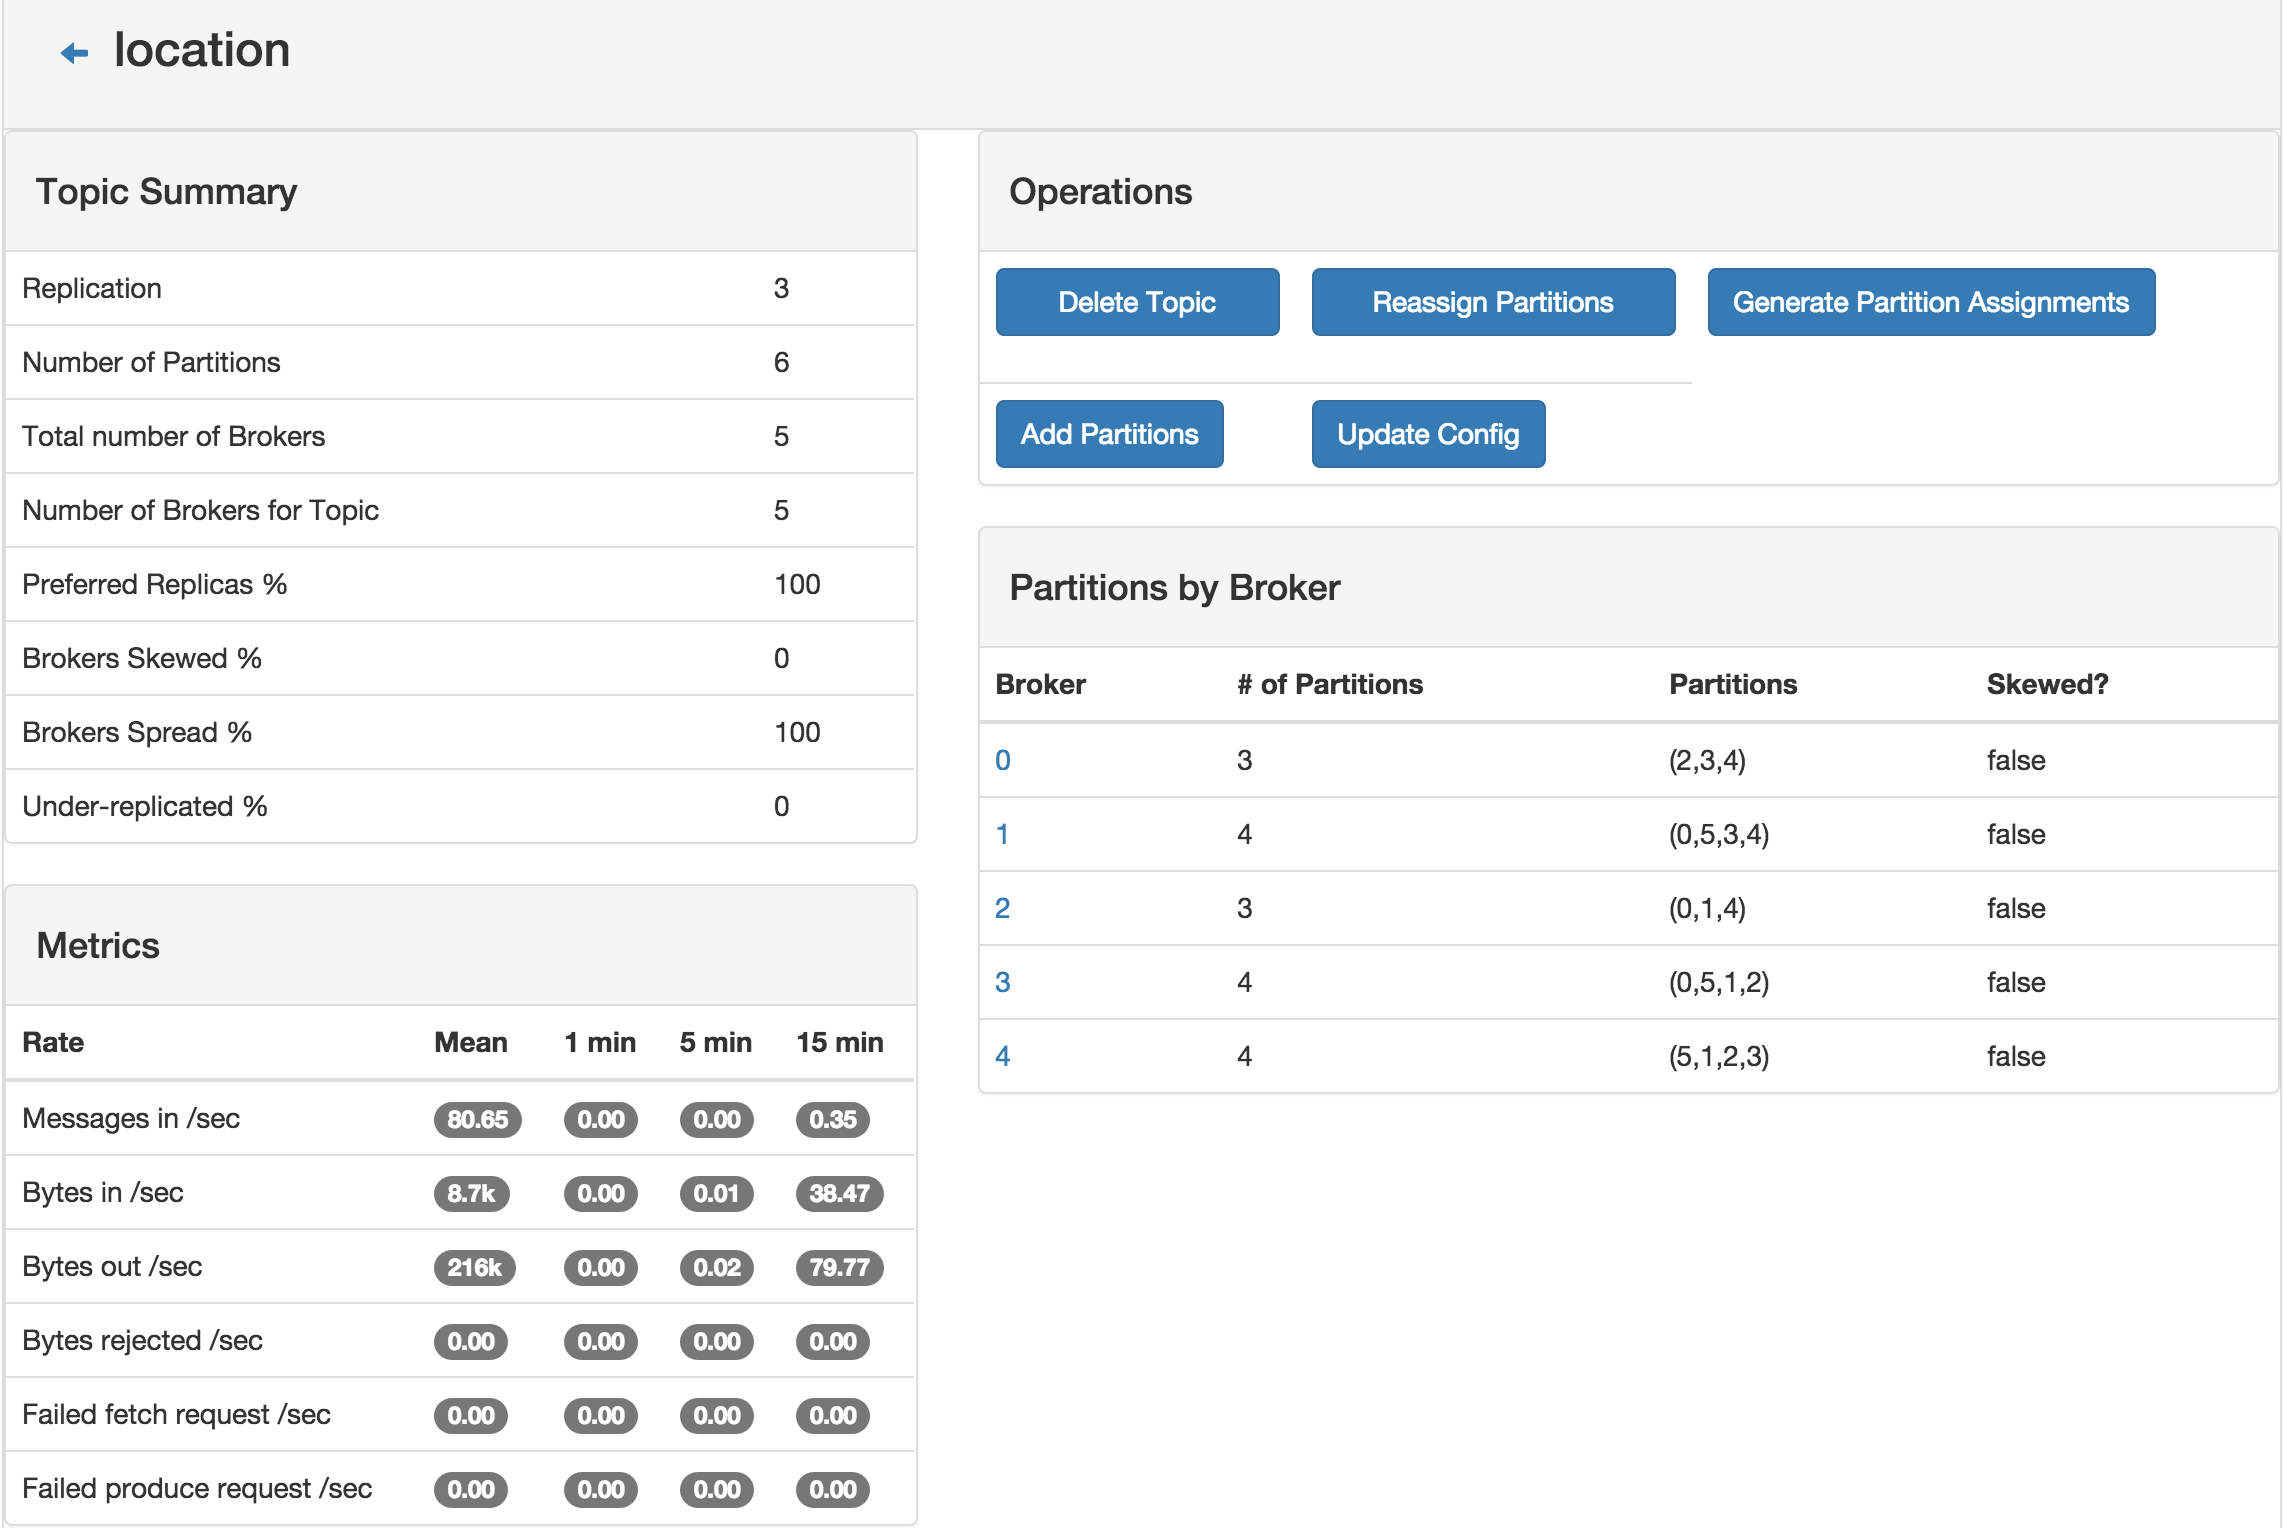 location
Topic Summary
Replication 3
Number of Partitions 6
Total number of Brokers 5
Number of Brokers for Topic 5
Preferred Replicas % 100
Brokers Skewed % 0
Brokers Spread % 100
Under-replicated % 0
Metrics
Rate Mean 1 min 5 min 15 min
Messages in /sec 80.65 0.00 0.00 0.35
Bytes in /sec 8.7k 0.00 0.01 38.47
Bytes out /sec 216k 0.00 0.02 79.77
Bytes rejected /sec 0.00 0.00 0.00 0.00
Failed fetch request /sec 0.00 0.00 0.00 0.00
Failed produce request /sec 0.00 0.00 0.00 0.00
Operations
Delete Topic Reassign Partitions Generate Partition Assignments
Add Partitions Update Config
Partitions by Broker
Broker # of Partitions Partitions Skewed?
0 3 (2,3,4) false
1 4 (0,5,3,4) false
2 3 (0,1,4) false
3 4 (0,5,1,2) false
4 4 (5,1,2,3) false